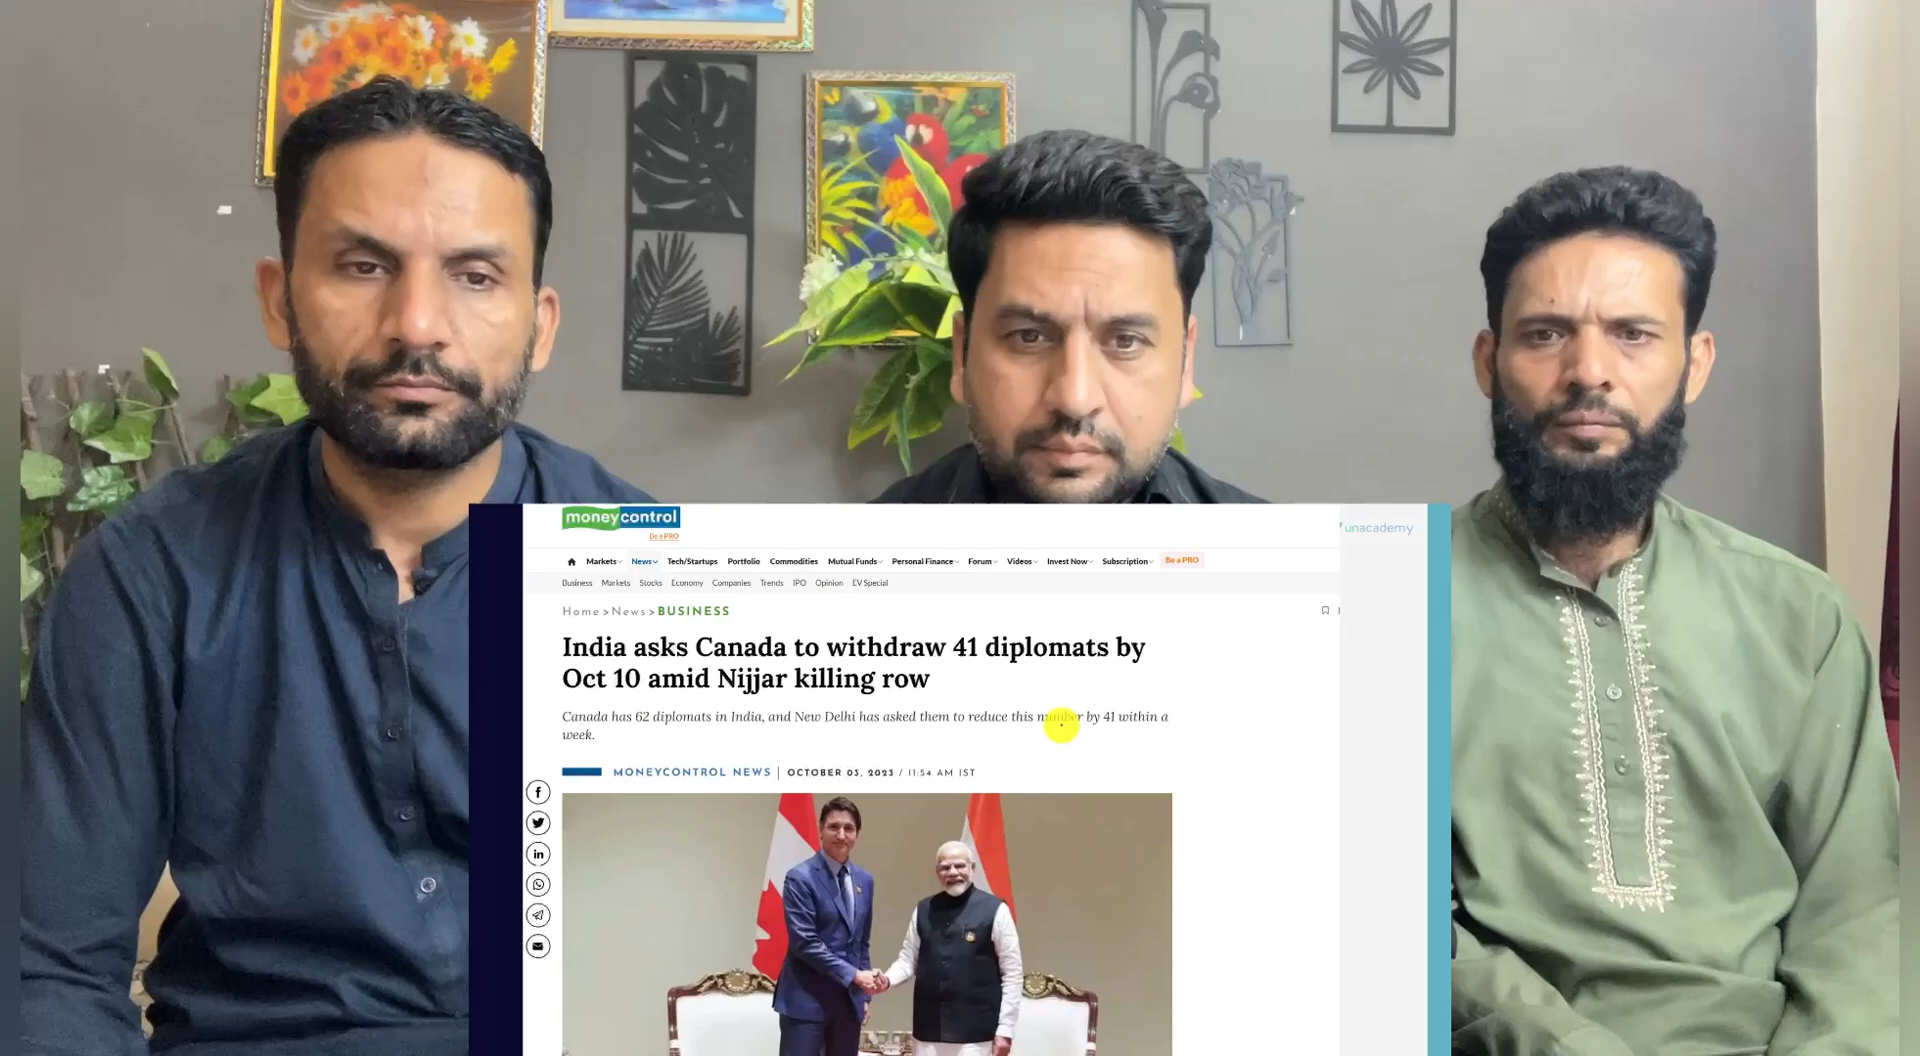 moneycontrol
Be a PRO
unacademy
Markets News Tech/Startups Portfolio Commodities Mutual Funds Personal Finance Forum Videos Invest Now Subscription Be a PRO
Business Markets Stocks Economy Companies Trends IPO Opinion EV Special
Home > News > BUSINESS
India asks Canada to withdraw 41 diplomats by
Oct 10 amid Nijjar killing row
Canada has 62 diplomats in India, and New Delhi has asked them to reduce this number by 41 within a
week.
MONEYCONTROL NEWS | OCTOBER 03, 2023 / 11:54 AM IST